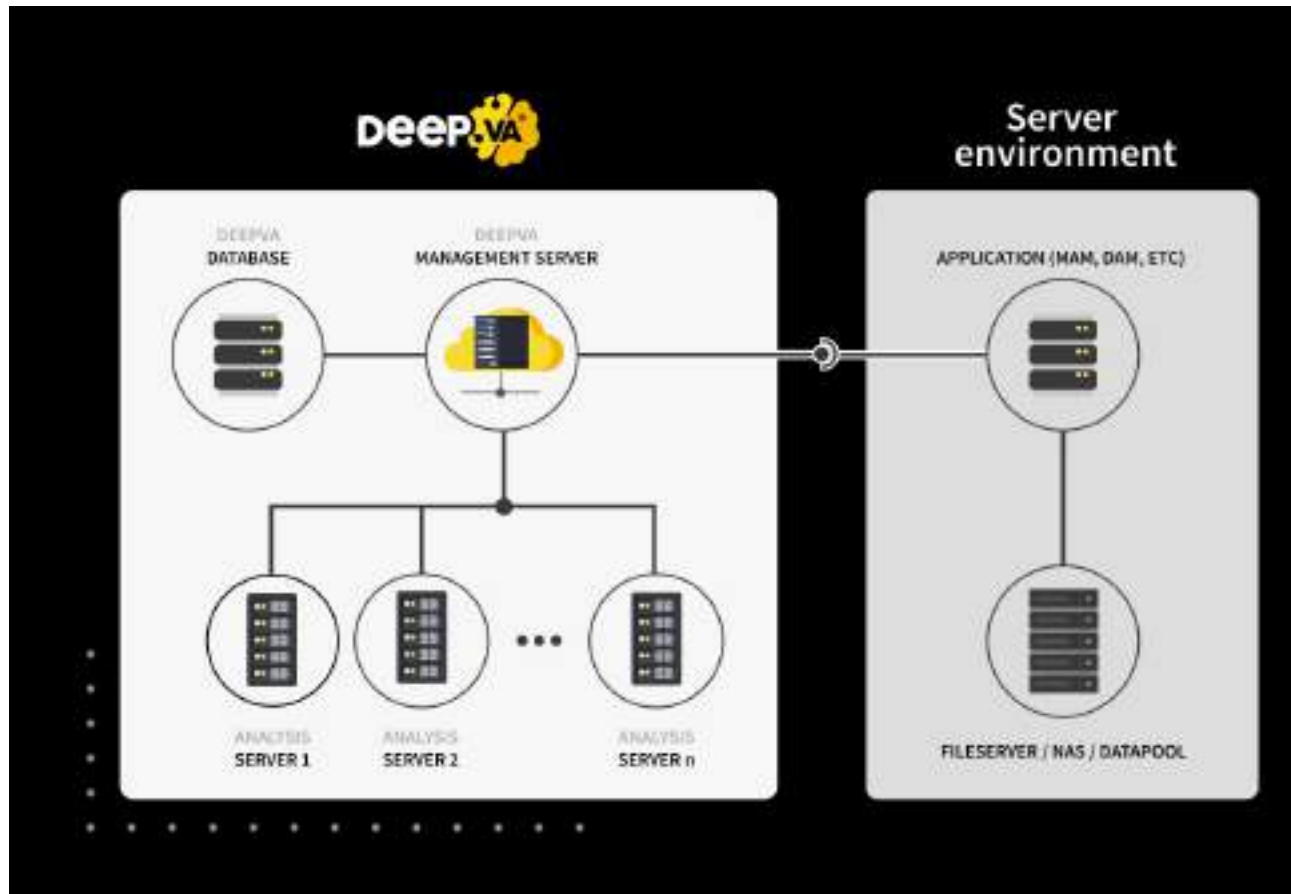 DeeP.VA
Server
environment
DEEPVA
DATABASE
DEEPVA
MANAGEMENT SERVER
APPLICATION (MAM, DAM, ETC)
ANALYSIS
SERVER 1
ANALYSIS
SERVER 2
ANALYSIS
SERVER n
FILESERVER / NAS / DATAPOOL